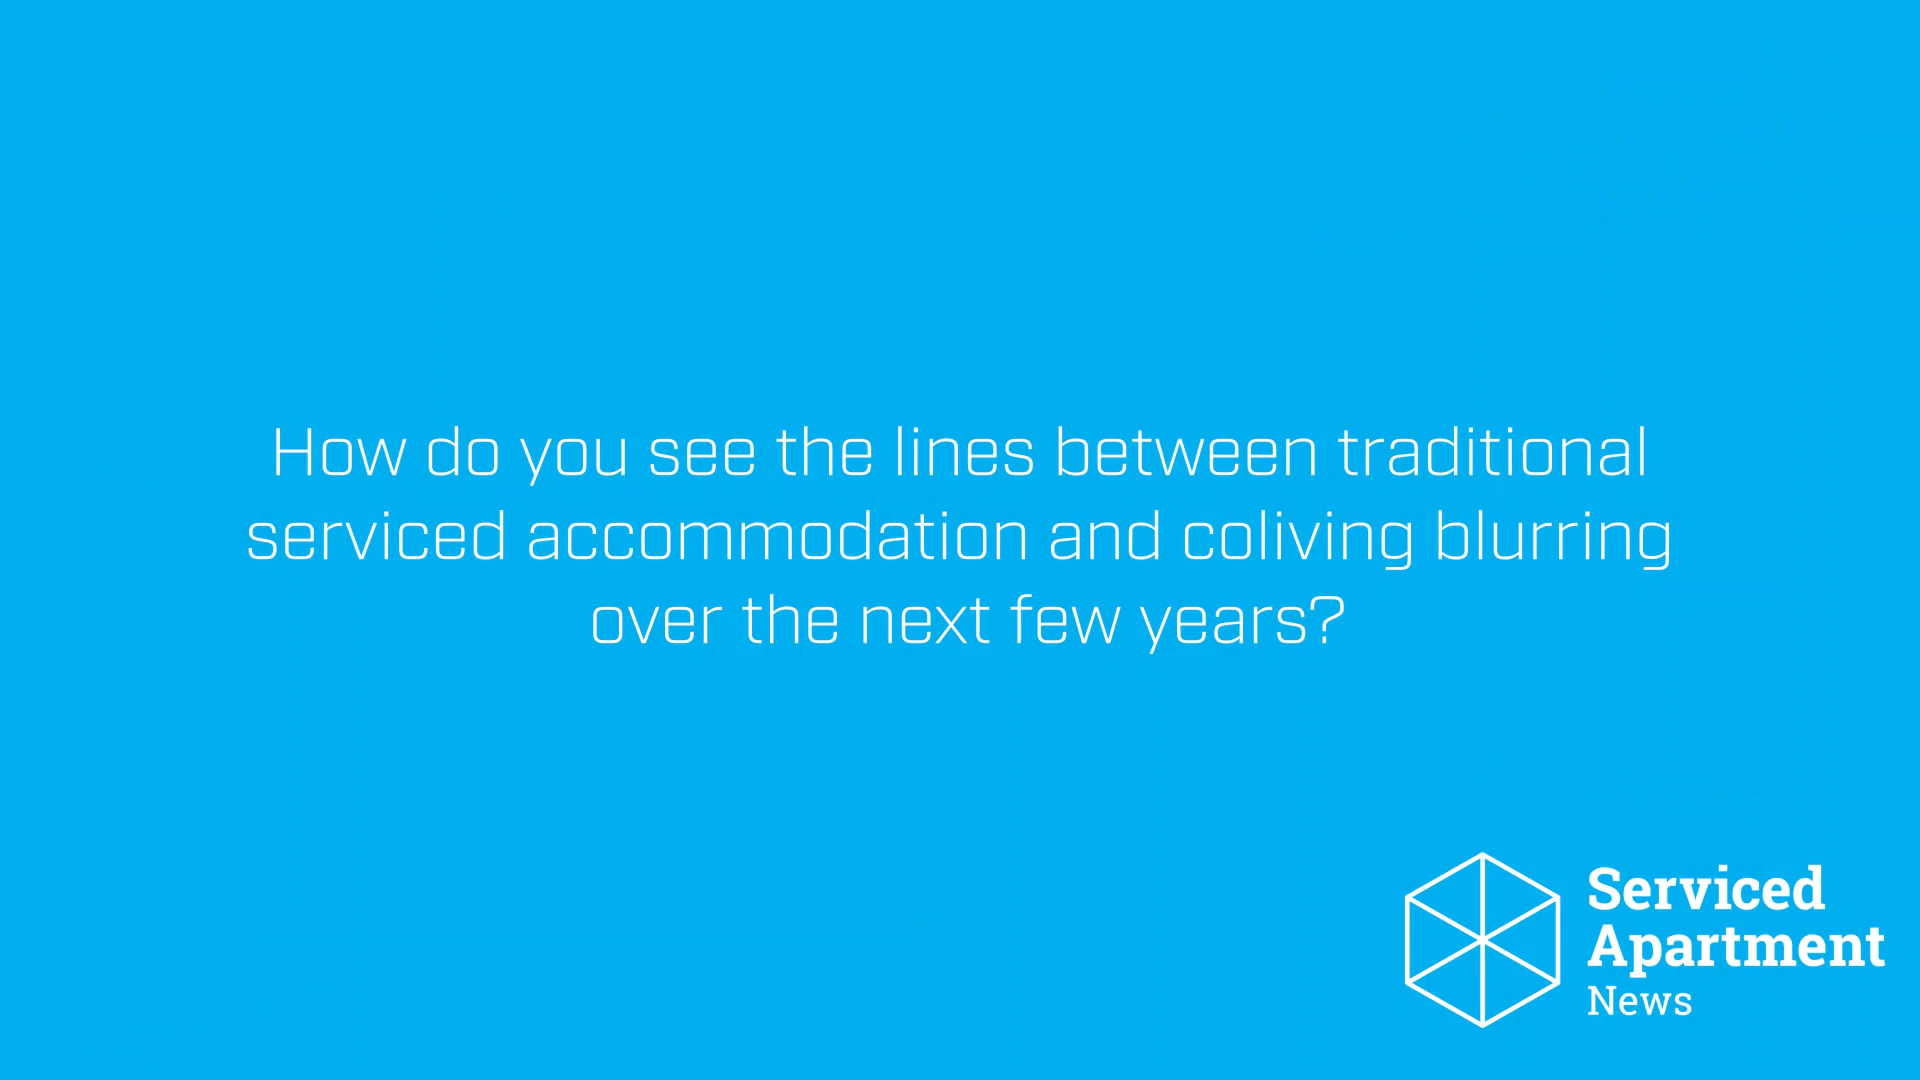 How do you see the lines between traditional
serviced accommodation and coliving blurring
over the next few years?
Serviced
Apartment
News